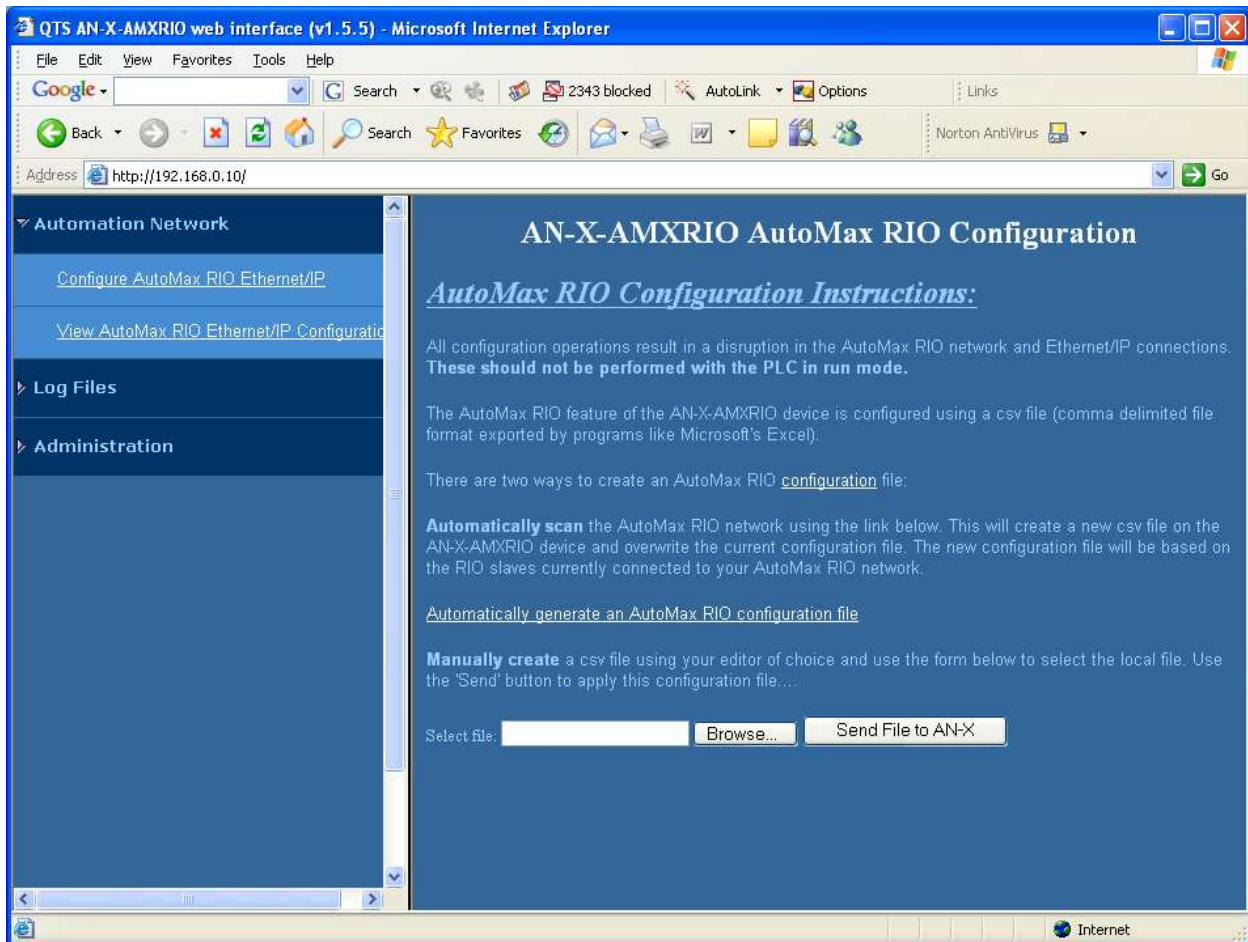 QTS AN-X-AMXRIO web interface (v1.5.5) - Microsoft Internet Explorer
File Edit View Favorites Tools Help
Google Search 2343 blocked AutoLink Options Links
Back Search Favorites Norton AntiVirus
Address http://192.168.0.10/ Go
Automation Network
Configure AutoMax RIO Ethernet/IP
View AutoMax RIO Ethernet/IP Configuratio
Log Files
Administration
AN-X-AMXRIO AutoMax RIO Configuration
AutoMax RIO Configuration Instructions:
All configuration operations result in a disruption in the AutoMax RIO network and Ethernet/IP connections.
These should not be performed with the PLC in run mode.
The AutoMax RIO feature of the AN-X-AMXRIO device is configured using a csv file (comma delimited file
format exported by programs like Microsoft's Excel).
There are two ways to create an AutoMax RIO configuration file:
Automatically scan the AutoMax RIO network using the link below. This will create a new csv file on the
AN-X-AMXRIO device and overwrite the current configuration file. The new configuration file will be based on
the RIO slaves currently connected to your AutoMax RIO network.
Automatically generate an AutoMax RIO configuration file
Manually create a csv file using your editor of choice and use the form below to select the local file. Use
the 'Send' button to apply this configuration file....
Select file: Browse... Send File to AN-X
Internet